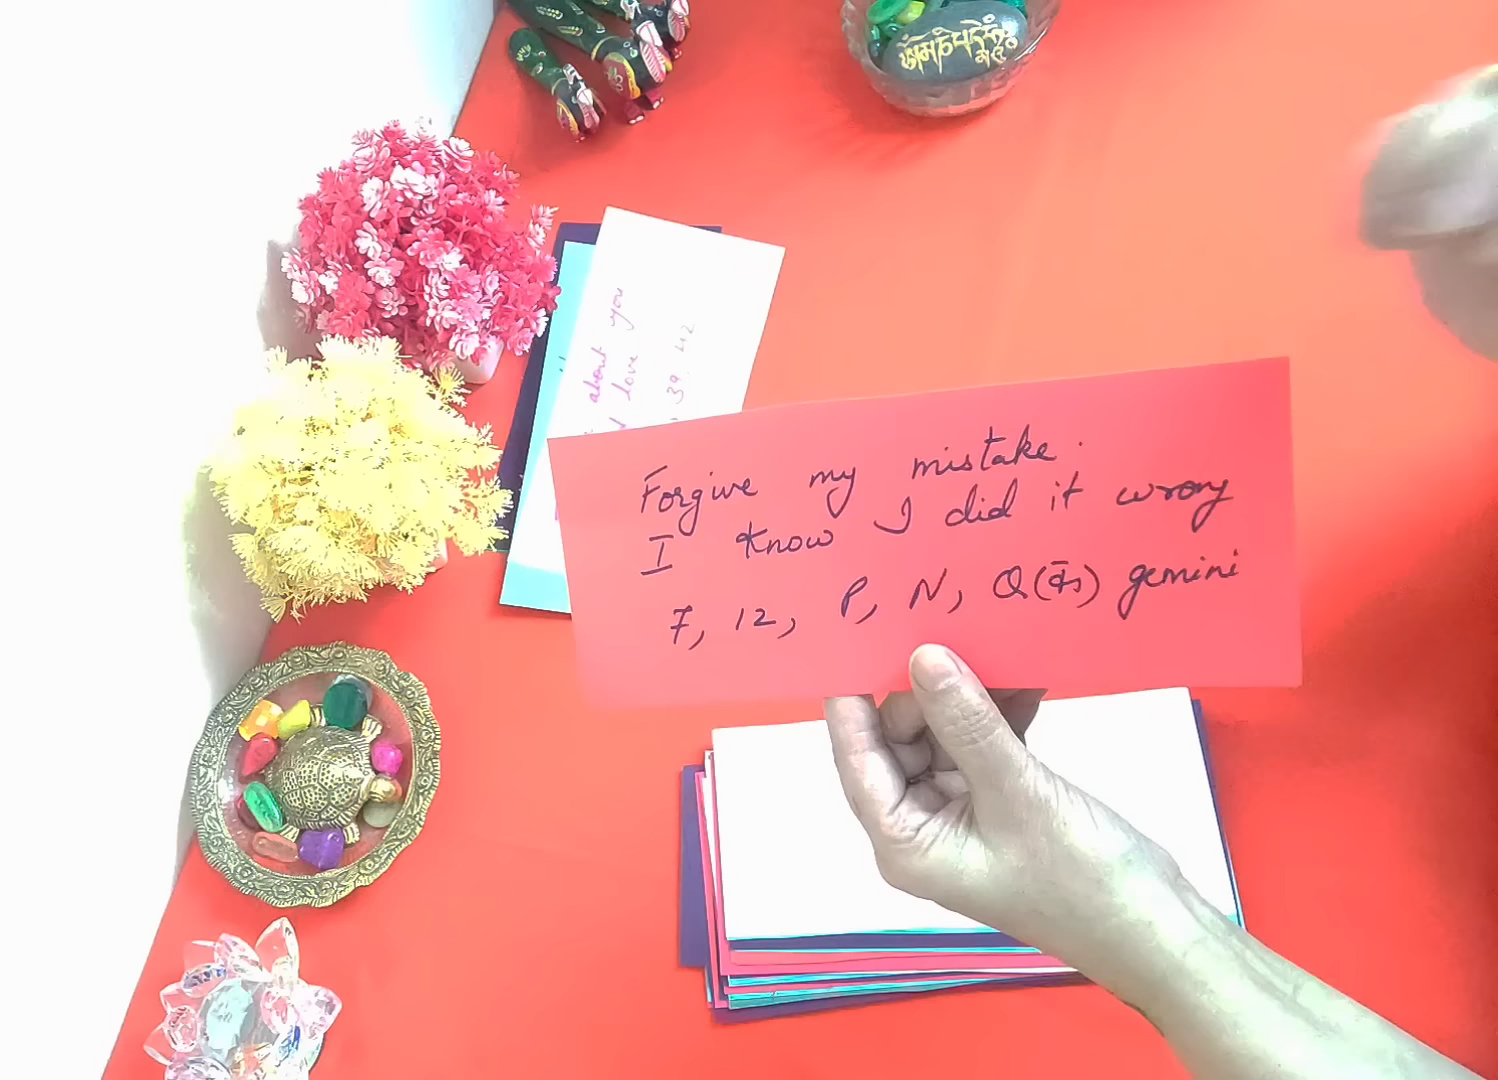 about you
love
39, 42
Forgive my mistake.
I know I did it wrong
7, 12, P, N, Q (क) gemini